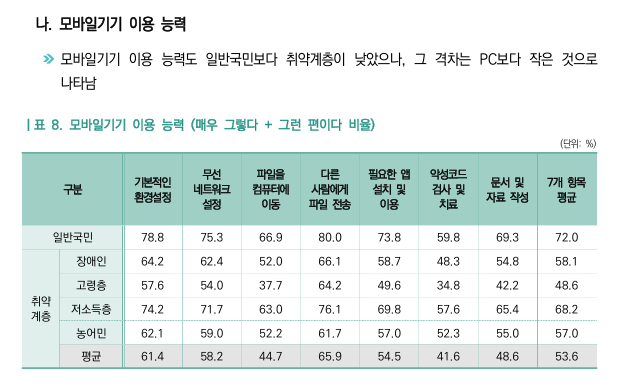 나. 모바일기기 이용 능력
모바일기기 이용 능력도 일반국민보다 취약계층이 낮았으나, 그 격차는 PC보다 작은 것으로
나타남
| 표 8. 모바일기기 이용 능력 (매우 그렇다 + 그런 편이다 비율)
(단위: %)
구분 기본적인 환경설정 무선 네트워크 설정 파일을 컴퓨터에 이동 다른 사람에게 파일 전송 필요한 앱 설치 및 이용 악성코드 검사 및 치료 문서 및 자료 작성 7개 항목 평균
일반국민 78.8 75.3 66.9 80.0 73.8 59.8 69.3 72.0
취약 계층
장애인 64.2 62.4 52.0 66.1 58.7 48.3 54.8 58.1
고령층 57.6 54.0 37.7 64.2 49.6 34.8 42.2 48.6
저소득층 74.2 71.7 63.0 76.1 69.8 57.6 65.4 68.2
농어민 62.1 59.0 52.2 61.7 57.0 52.3 55.0 57.0
평균 61.4 58.2 44.7 65.9 54.5 41.6 48.6 53.6